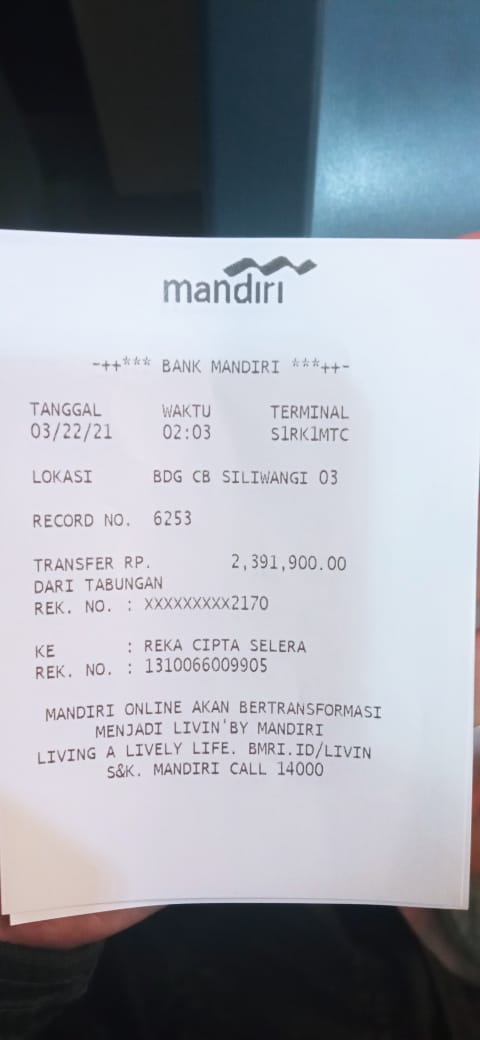 mandiri
-++*** BANK MANDIRI ***++-
TANGGAL WAKTU TERMINAL
03/22/21 02:03 S1RK1MTC
LOKASI BDG CB SILIWANGI 03
RECORD NO. 6253
TRANSFER RP. 2,391,900.00
DARI TABUNGAN
REK. NO. : XXXXXXXXX2170
KE : REKA CIPTA SELERA
REK. NO. : 1310066009905
MANDIRI ONLINE AKAN BERTRANSFORMASI
MENJADI LIVIN'BY MANDIRI
LIVING A LIVELY LIFE. BMRI.ID/LIVIN
S&K. MANDIRI CALL 14000